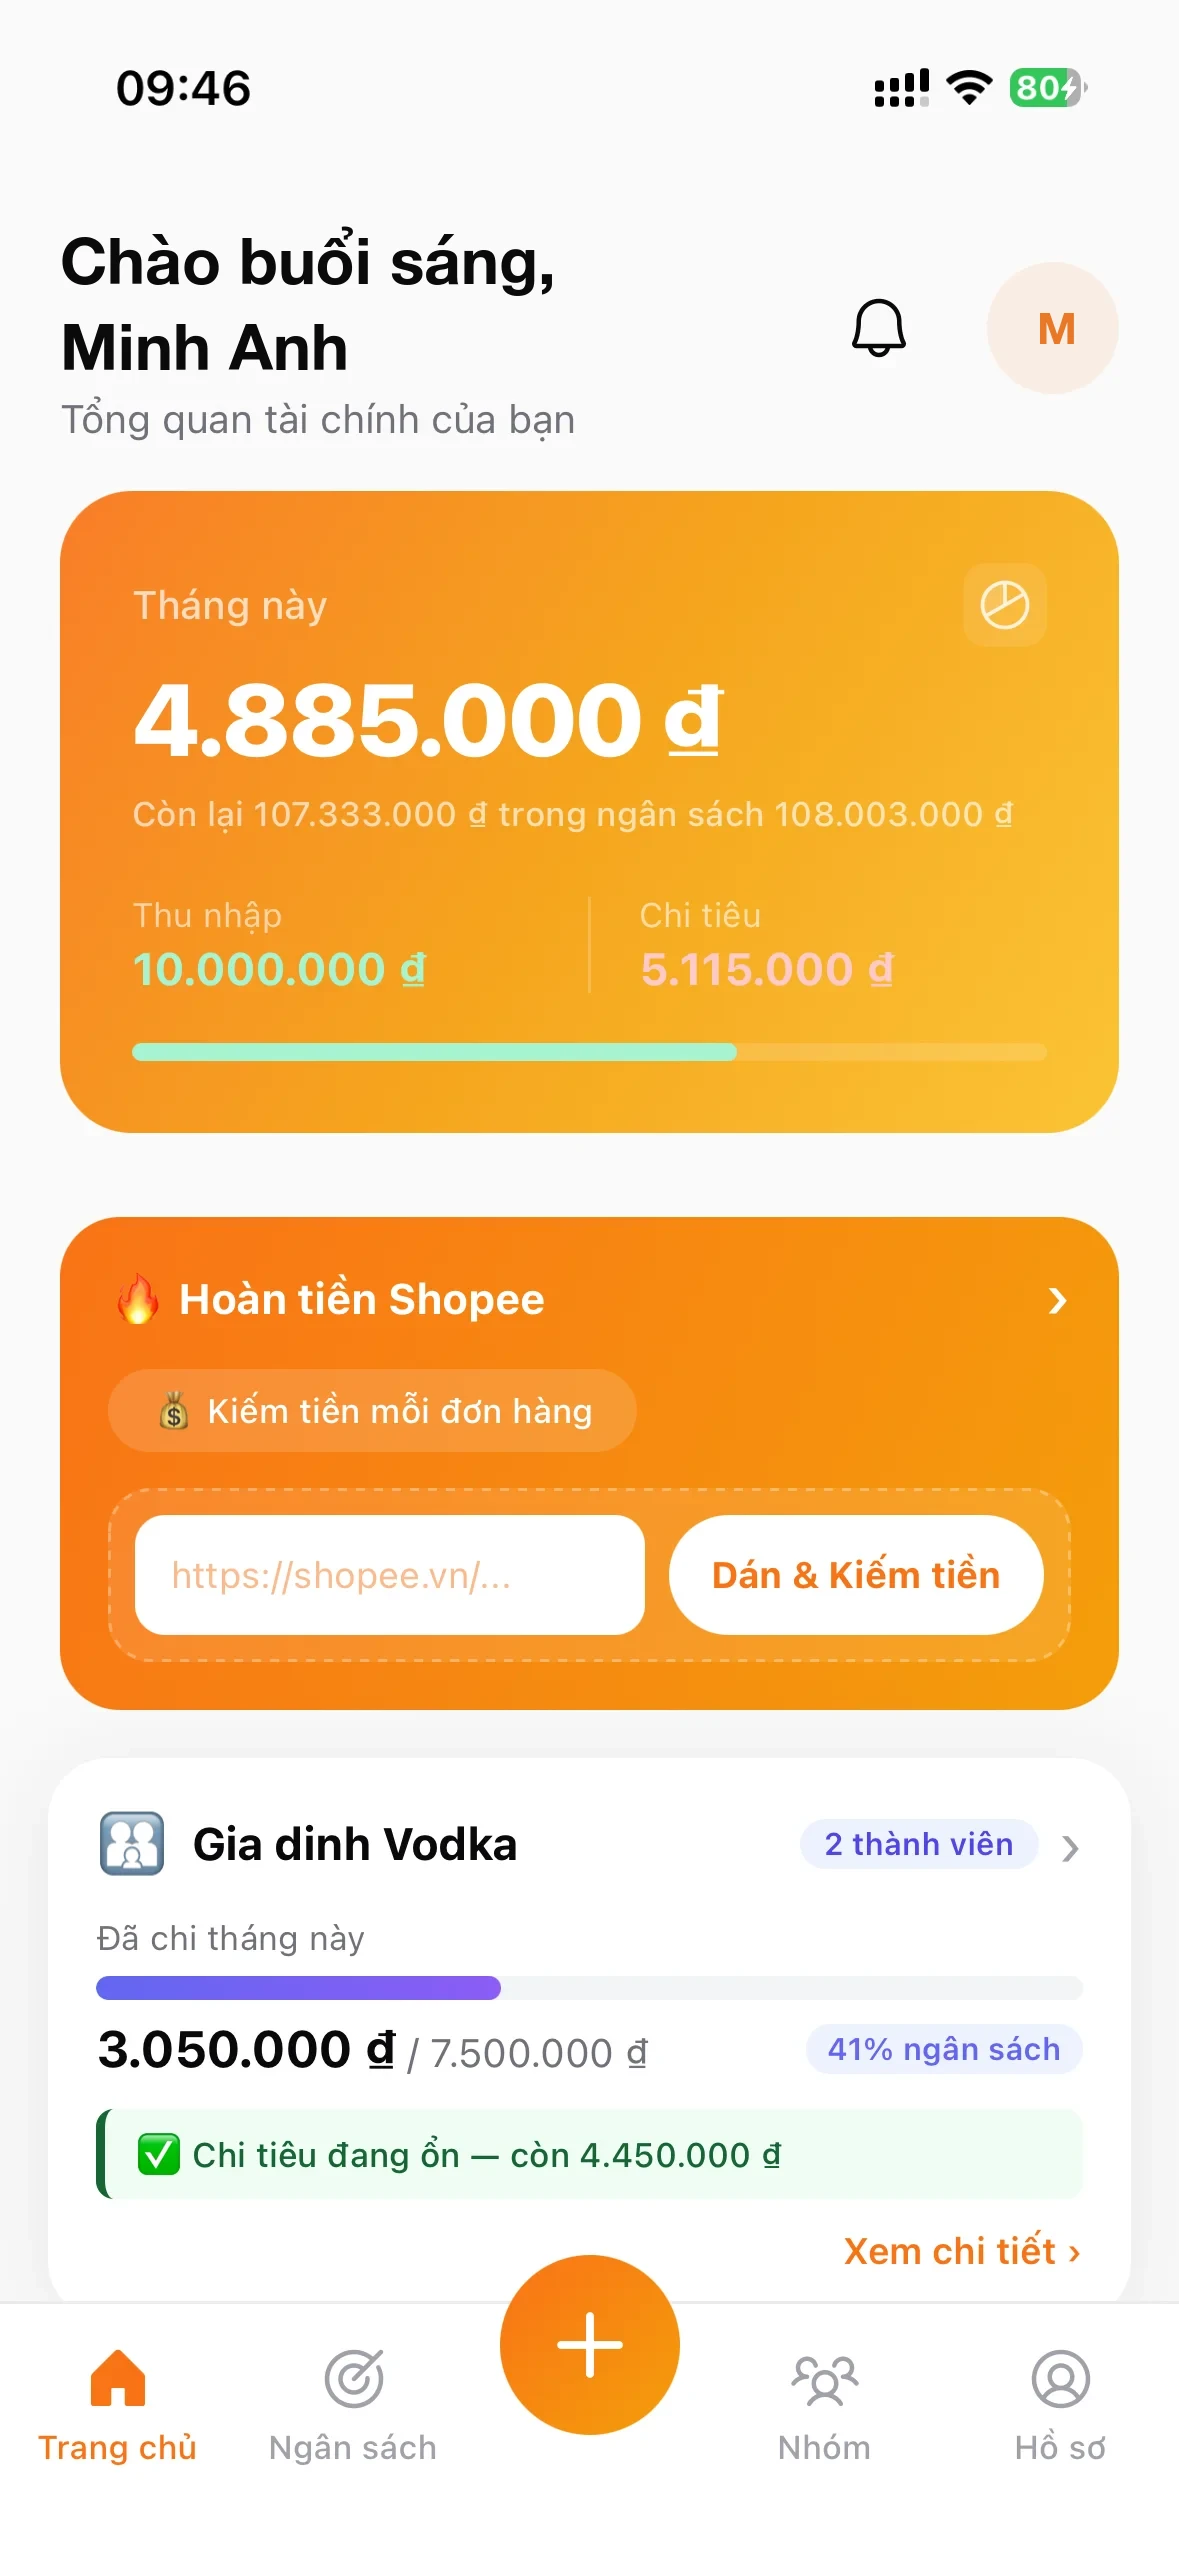 09:46
80
Chào buổi sáng,
Minh Anh
Tổng quan tài chính của bạn
M
Tháng này
4.885.000 ₫
Còn lại 107.333.000 ₫ trong ngân sách 108.003.000 ₫
Thu nhập
10.000.000 ₫
Chi tiêu
5.115.000 ₫
Hoàn tiền Shopee
Kiếm tiền mỗi đơn hàng
https://shopee.vn/...
Dán & Kiếm tiền
Gia dinh Vodka
2 thành viên
Đã chi tháng này
3.050.000 ₫ / 7.500.000 ₫
41% ngân sách
Chi tiêu đang ổn — còn 4.450.000 ₫
Xem chi tiết ›
Trang chủ
Ngân sách
Nhóm
Hồ sơ